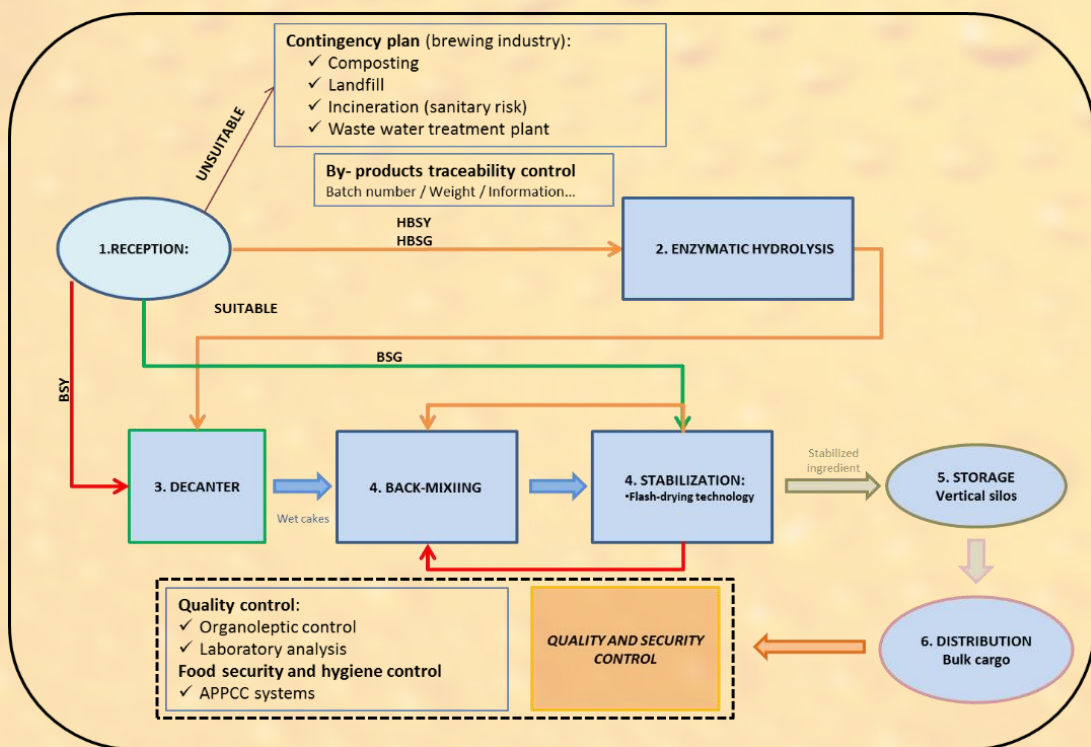 Contingency plan (brewing industry):
✓ Composting
✓ Landfill
✓ Incineration (sanitary risk)
✓ Waste water treatment plant
UNSUITABLE
By- products traceability control
Batch number / Weight / Information...
1.RECEPTION:
HBSY
HBSG
2. ENZYMATIC HYDROLYSIS
SUITABLE
BSG
BSY
3. DECANTER
Wet cakes
4. BACK-MIXIING
4. STABILIZATION:
•Flash-drying technology
Stabilized
ingredient
5. STORAGE
Vertical silos
6. DISTRIBUTION
Bulk cargo
Quality control:
✓ Organoleptic control
✓ Laboratory analysis
Food security and hygiene control
✓ APPCC systems
QUALITY AND SECURITY
CONTROL